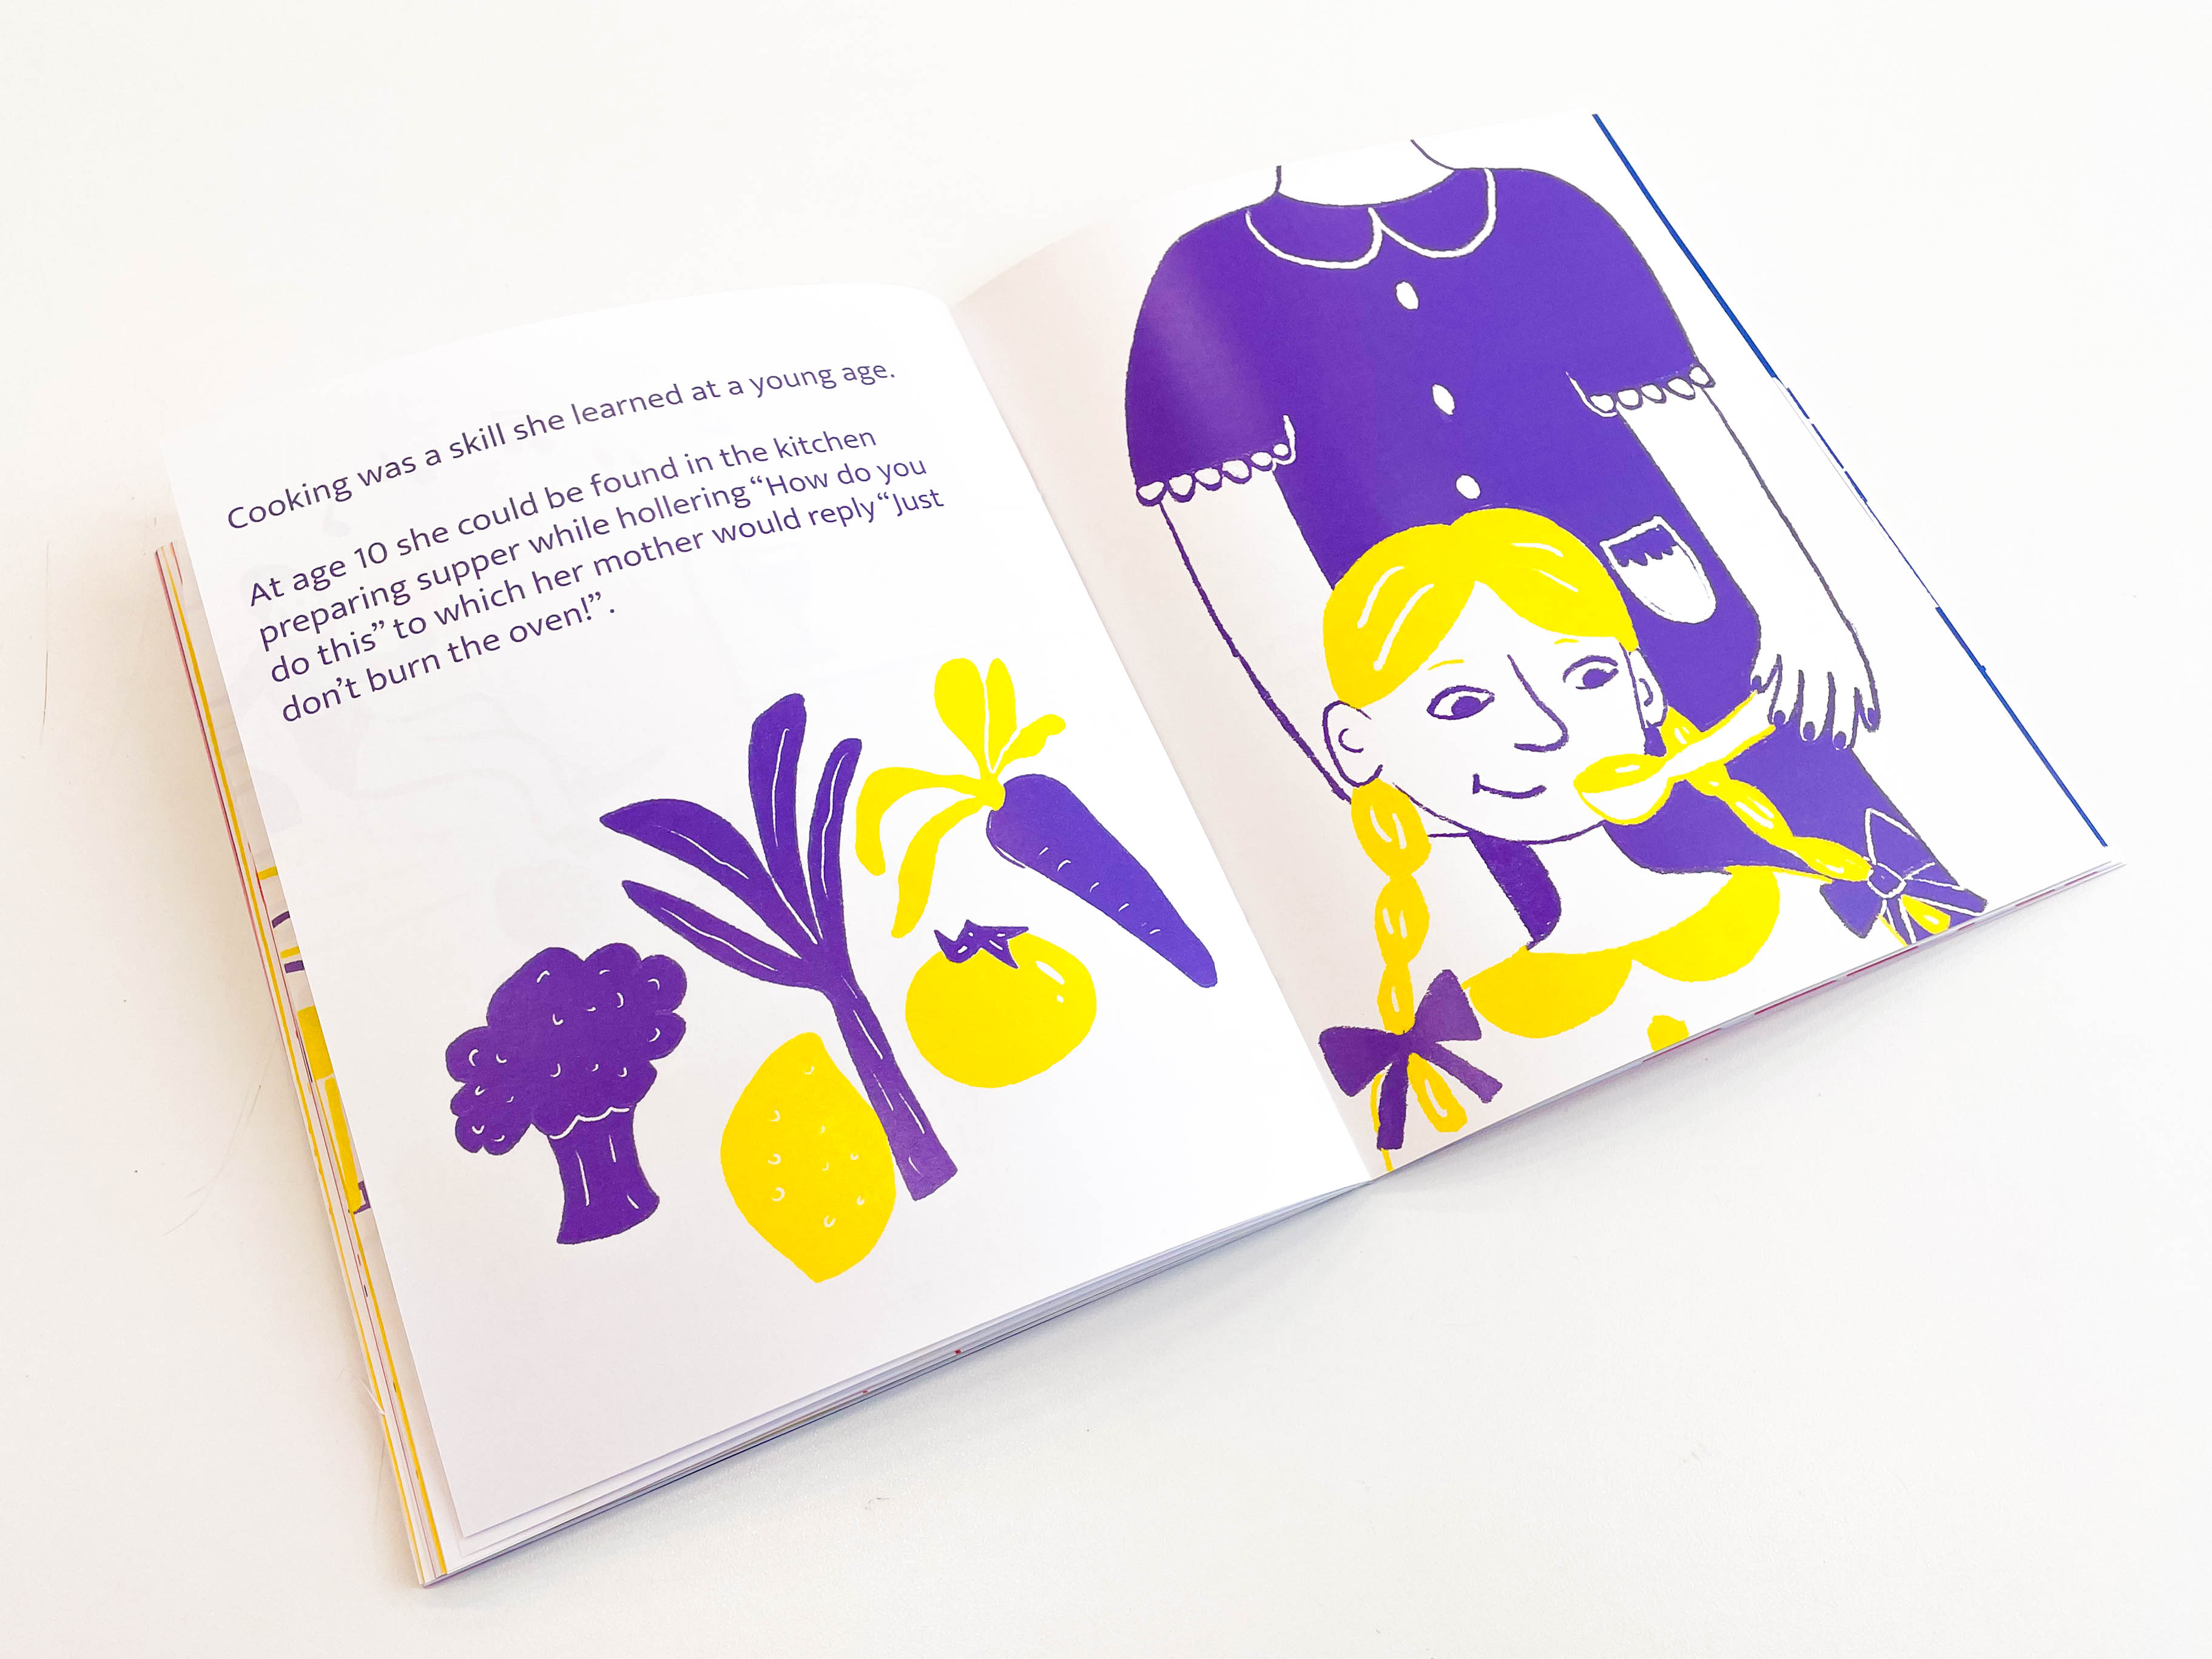 Cooking was a skill she learned at a young age.
At age 10 she could be found in the kitchen
preparing supper while hollering “How do you
do this” to which her mother would reply “Just
don’t burn the oven!” .